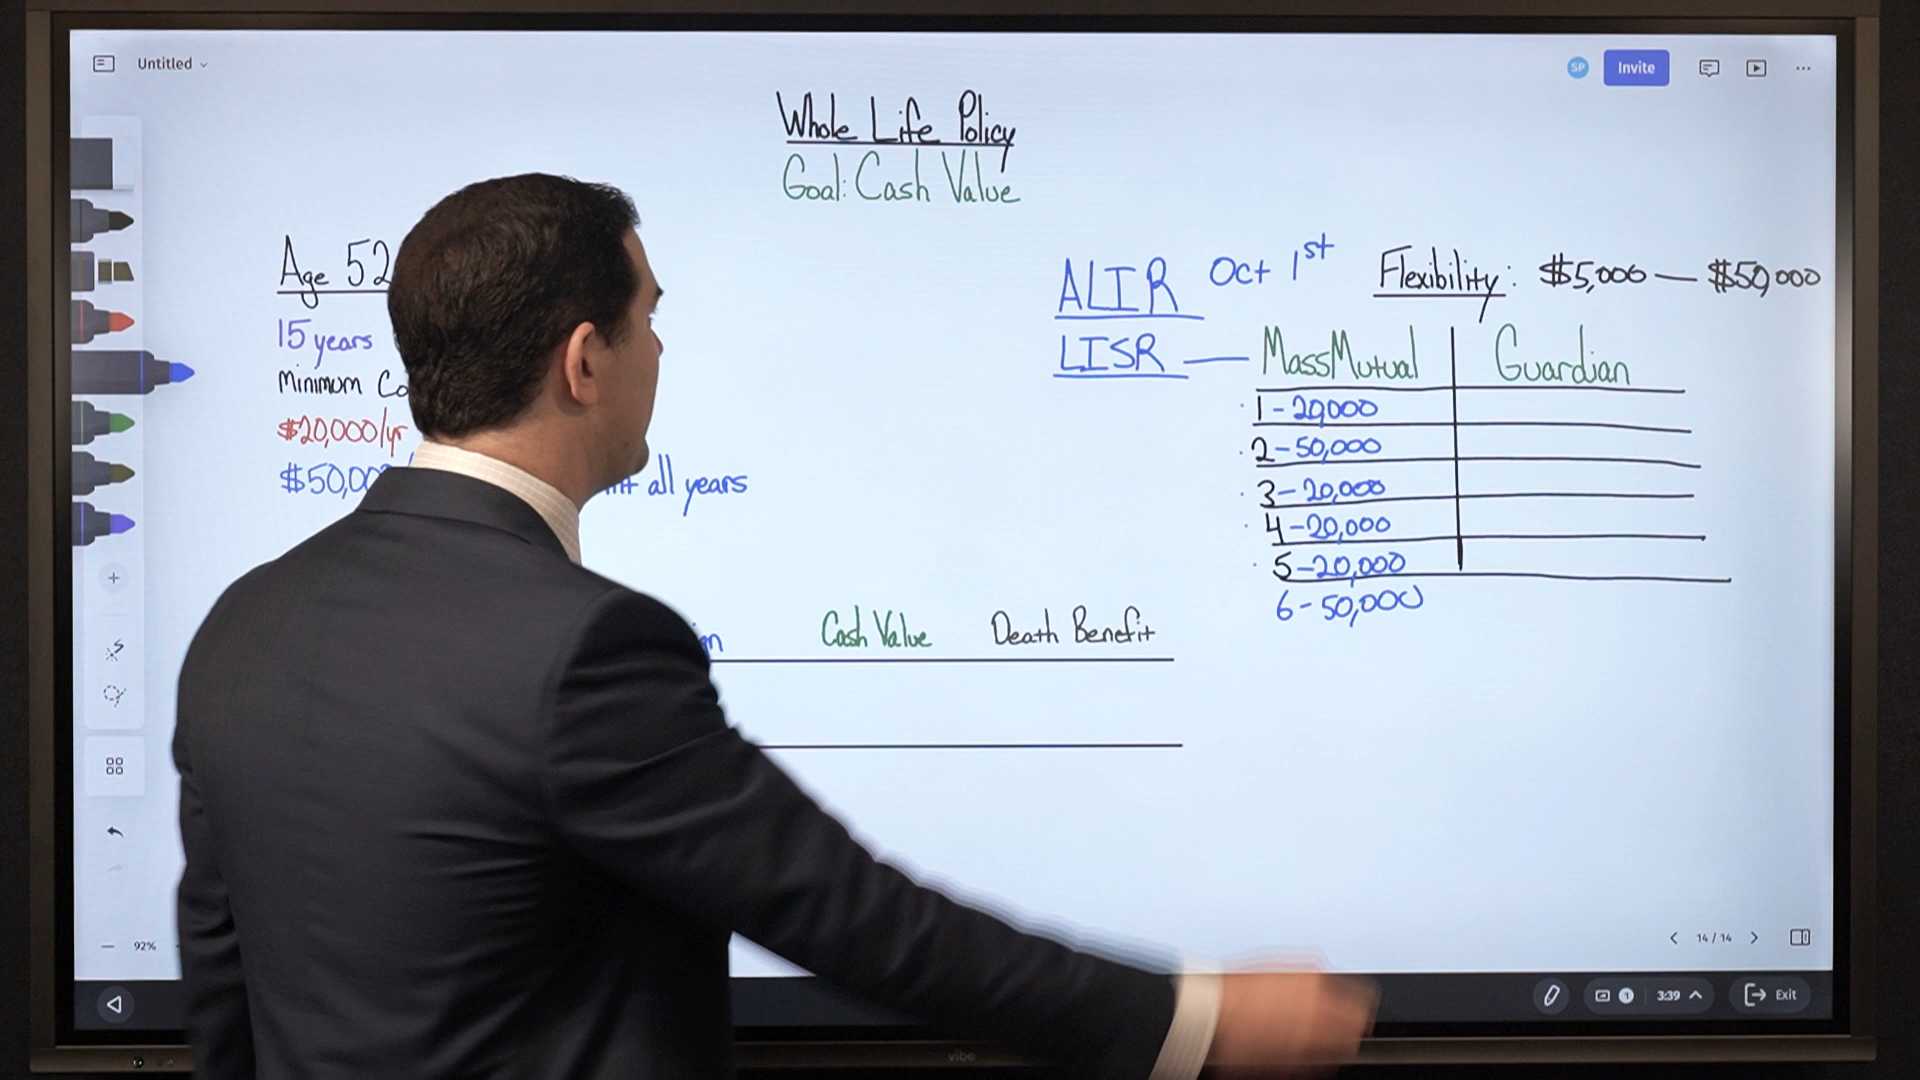 Untitled
SP
Invite
Whole Life Policy
Goal: Cash Value
Age 52
15 years
Minimum
$20,000/yr
all years
ALIR Oct 1st
LISR
Flexibility: $5,000 — $50,000
MassMutual
Guardian
1 - 20,000
2 - 50,000
3 - 20,000
4 - 20,000
5 - 20,000
6 - 50,000
Cash Value
Death Benefit
92%
14 / 14
1
3:39
Exit
vibe